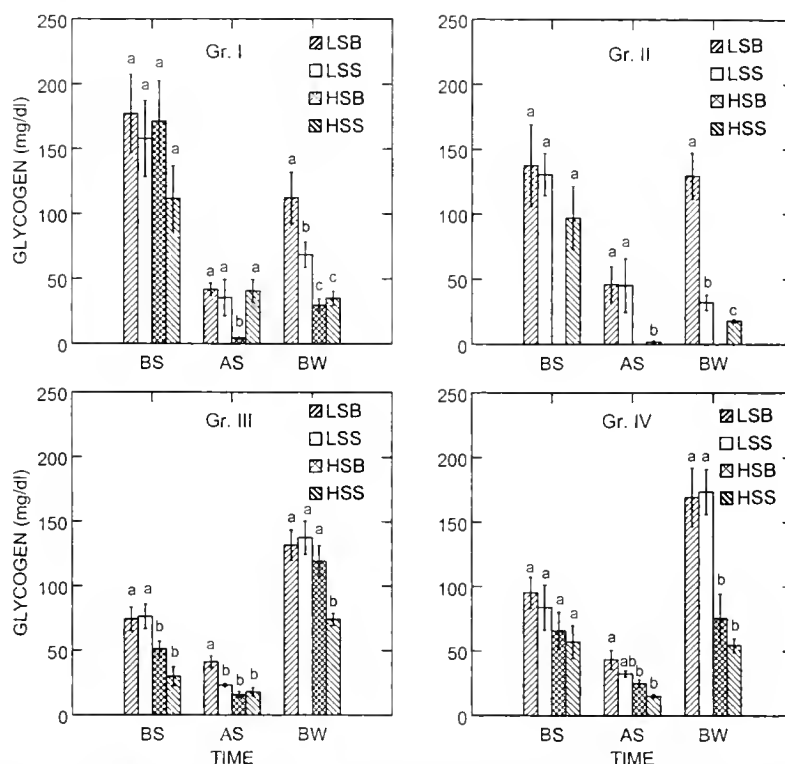 Gr. I
LSB
LSS
HSB
HSS
GLYCOGEN (mg/dl)
250
200
150
100
50
0
a a a a
a a b a
a b c c
BS AS BW
Gr. II
LSB
LSS
HSB
HSS
250
200
150
100
50
0
a a a
a a b
a b c
BS AS BW
Gr. III
LSB
LSS
HSB
HSS
GLYCOGEN (mg/dl)
250
200
150
100
50
0
a a b b
a b b b
a a a b
BS AS BW
TIME
Gr. IV
LSB
LSS
HSB
HSS
250
200
150
100
50
0
a a a a
a ab b b
a a b b
BS AS BW
TIME